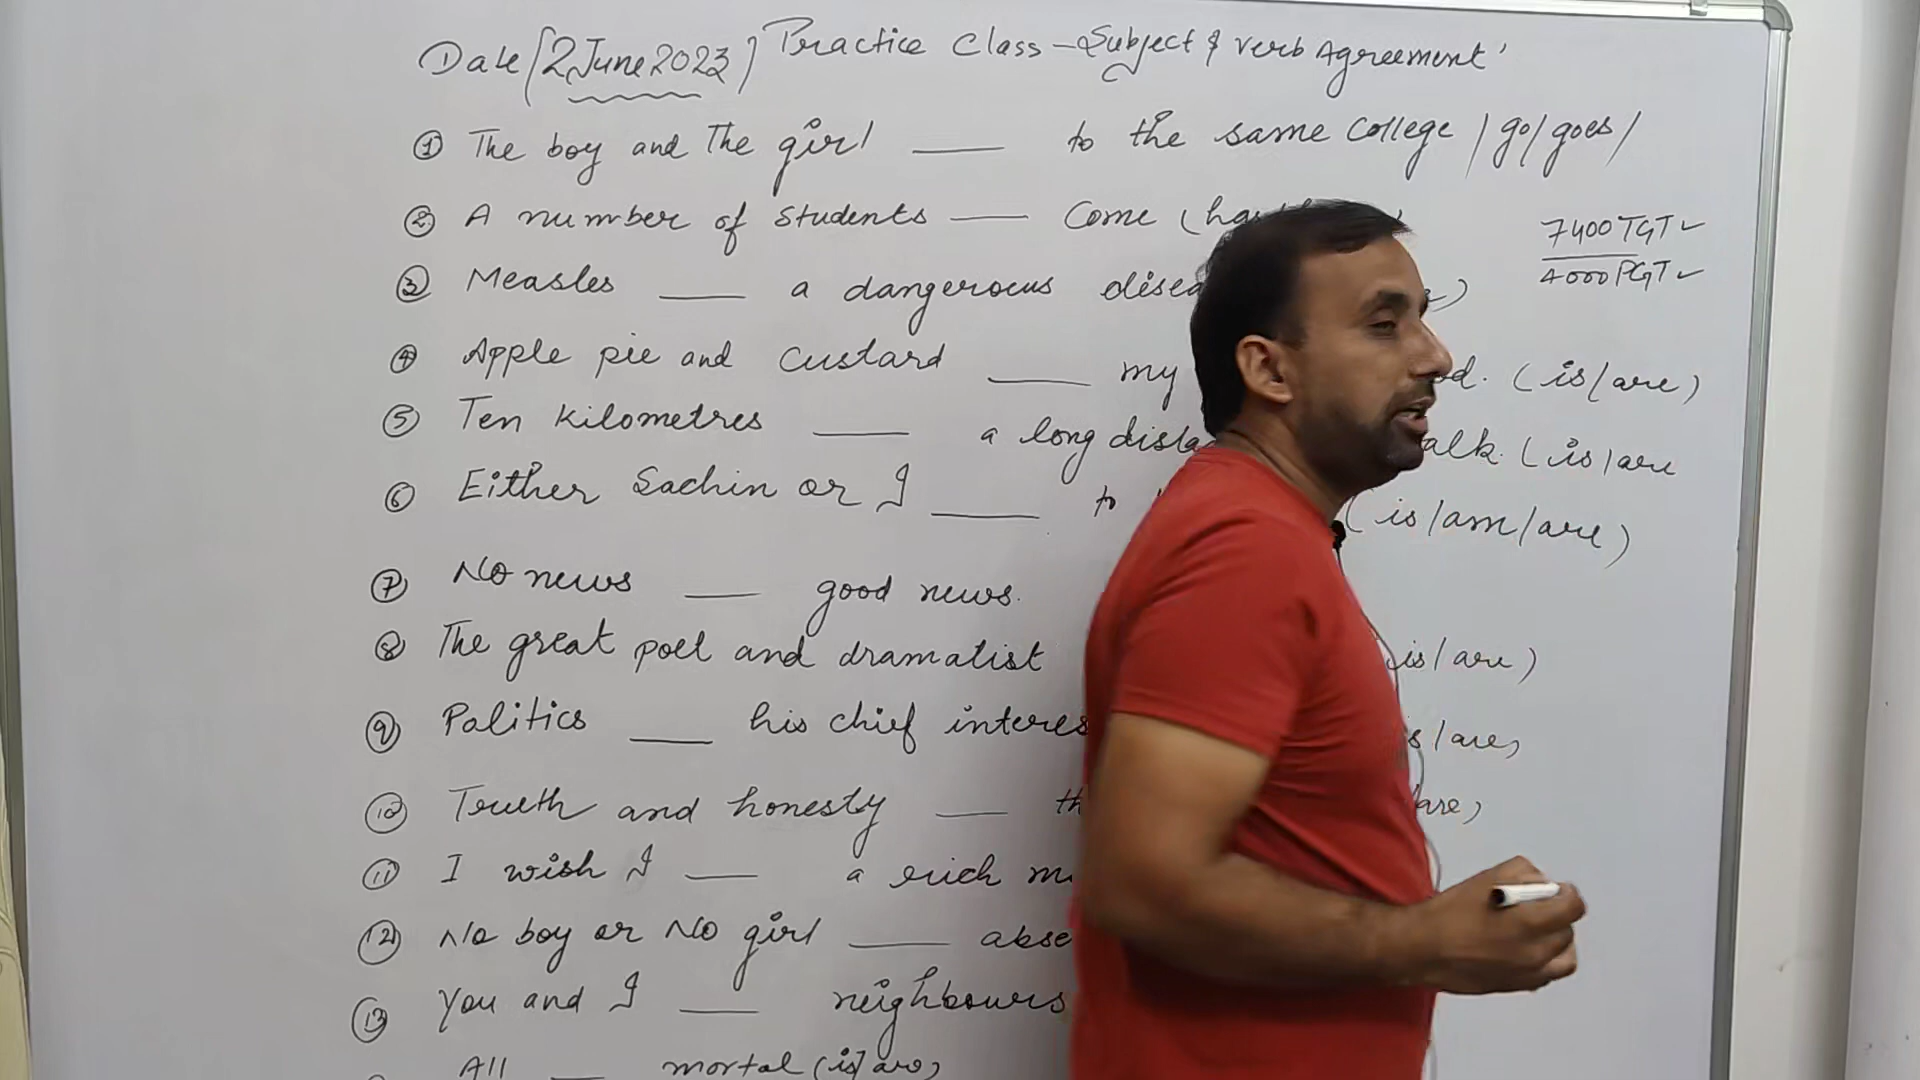 Date [2 June 2023] Practice Class - Subject & verb Agreement'
① The boy and The girl ___ to the same College / go/goes/
② A number of students ___ Come (
7400 TGT ✓
4000 PGT ✓
③ Measles ___ a dangerous )
④ Apple pie and Custard ___ my (is/are)
⑤ Ten kilometres ___ a long (is/are
⑥ Either Sachin or I ___ to (is/am/are)
⑦ No news ___ good news.
⑧ The great poet and dramatist is/are)
⑨ Politics ___ his chief /are)
⑩ Truth and honesty ___ are)
⑪ I wish I ___ a rich
⑫ No boy or No girl ___
⑬ You and I ___ neighbours
All ___ mortal (is/are)